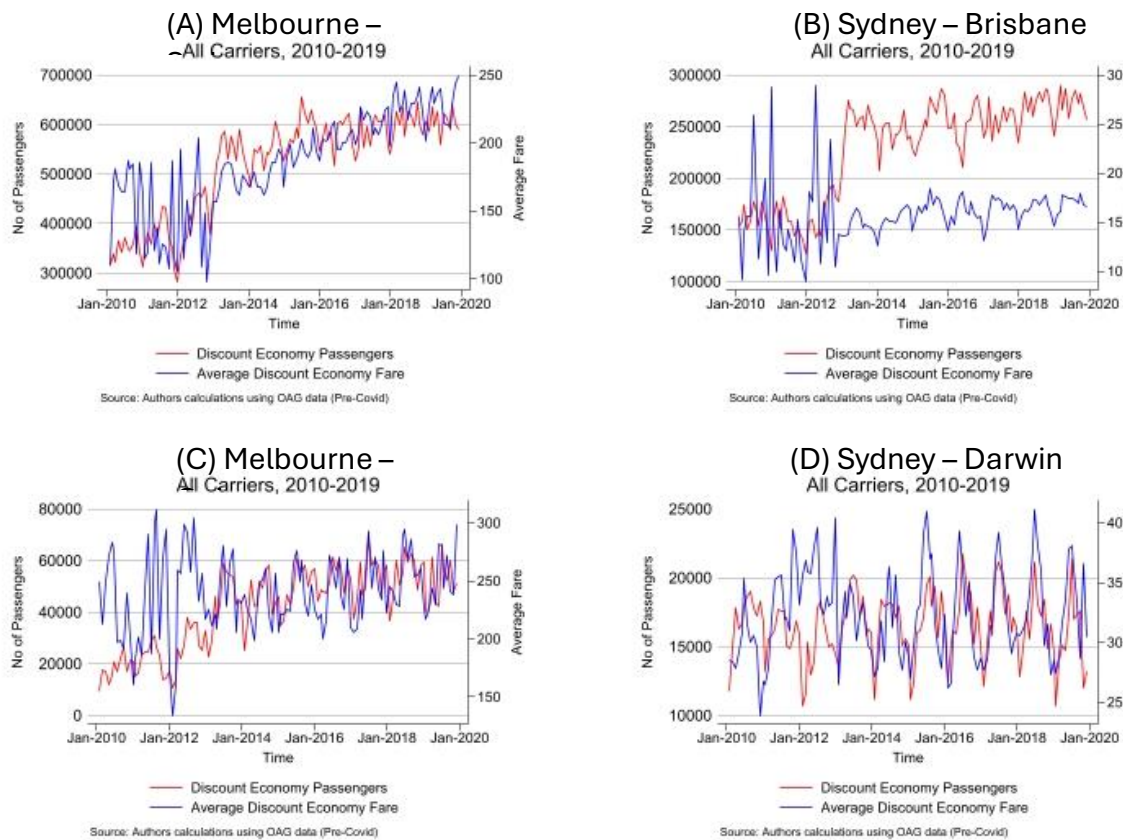 (A) Melbourne –
All Carriers, 2010-2019
700000
600000
500000
400000
300000
No of Passengers
250
200
150
100
Average Fare
Jan-2010 Jan-2012 Jan-2014 Jan-2016 Jan-2018 Jan-2020
Time
Discount Economy Passengers
Average Discount Economy Fare
Source: Authors calculations using OAG data (Pre-Covid)
(B) Sydney – Brisbane
All Carriers, 2010-2019
300000
250000
200000
150000
100000
No of Passengers
30
25
20
15
10
Jan-2010 Jan-2012 Jan-2014 Jan-2016 Jan-2018 Jan-2020
Time
Discount Economy Passengers
Average Discount Economy Fare
Source: Authors calculations using OAG data (Pre-Covid)
(C) Melbourne –
All Carriers, 2010-2019
80000
60000
40000
20000
0
No of Passengers
300
250
200
150
Average Fare
Jan-2010 Jan-2012 Jan-2014 Jan-2016 Jan-2018 Jan-2020
Time
Discount Economy Passengers
Average Discount Economy Fare
Source: Authors calculations using OAG data (Pre-Covid)
(D) Sydney – Darwin
All Carriers, 2010-2019
25000
20000
15000
10000
No of Passengers
40
35
30
25
Jan-2010 Jan-2012 Jan-2014 Jan-2016 Jan-2018 Jan-2020
Time
Discount Economy Passengers
Average Discount Economy Fare
Source: Authors calculations using OAG data (Pre-Covid)